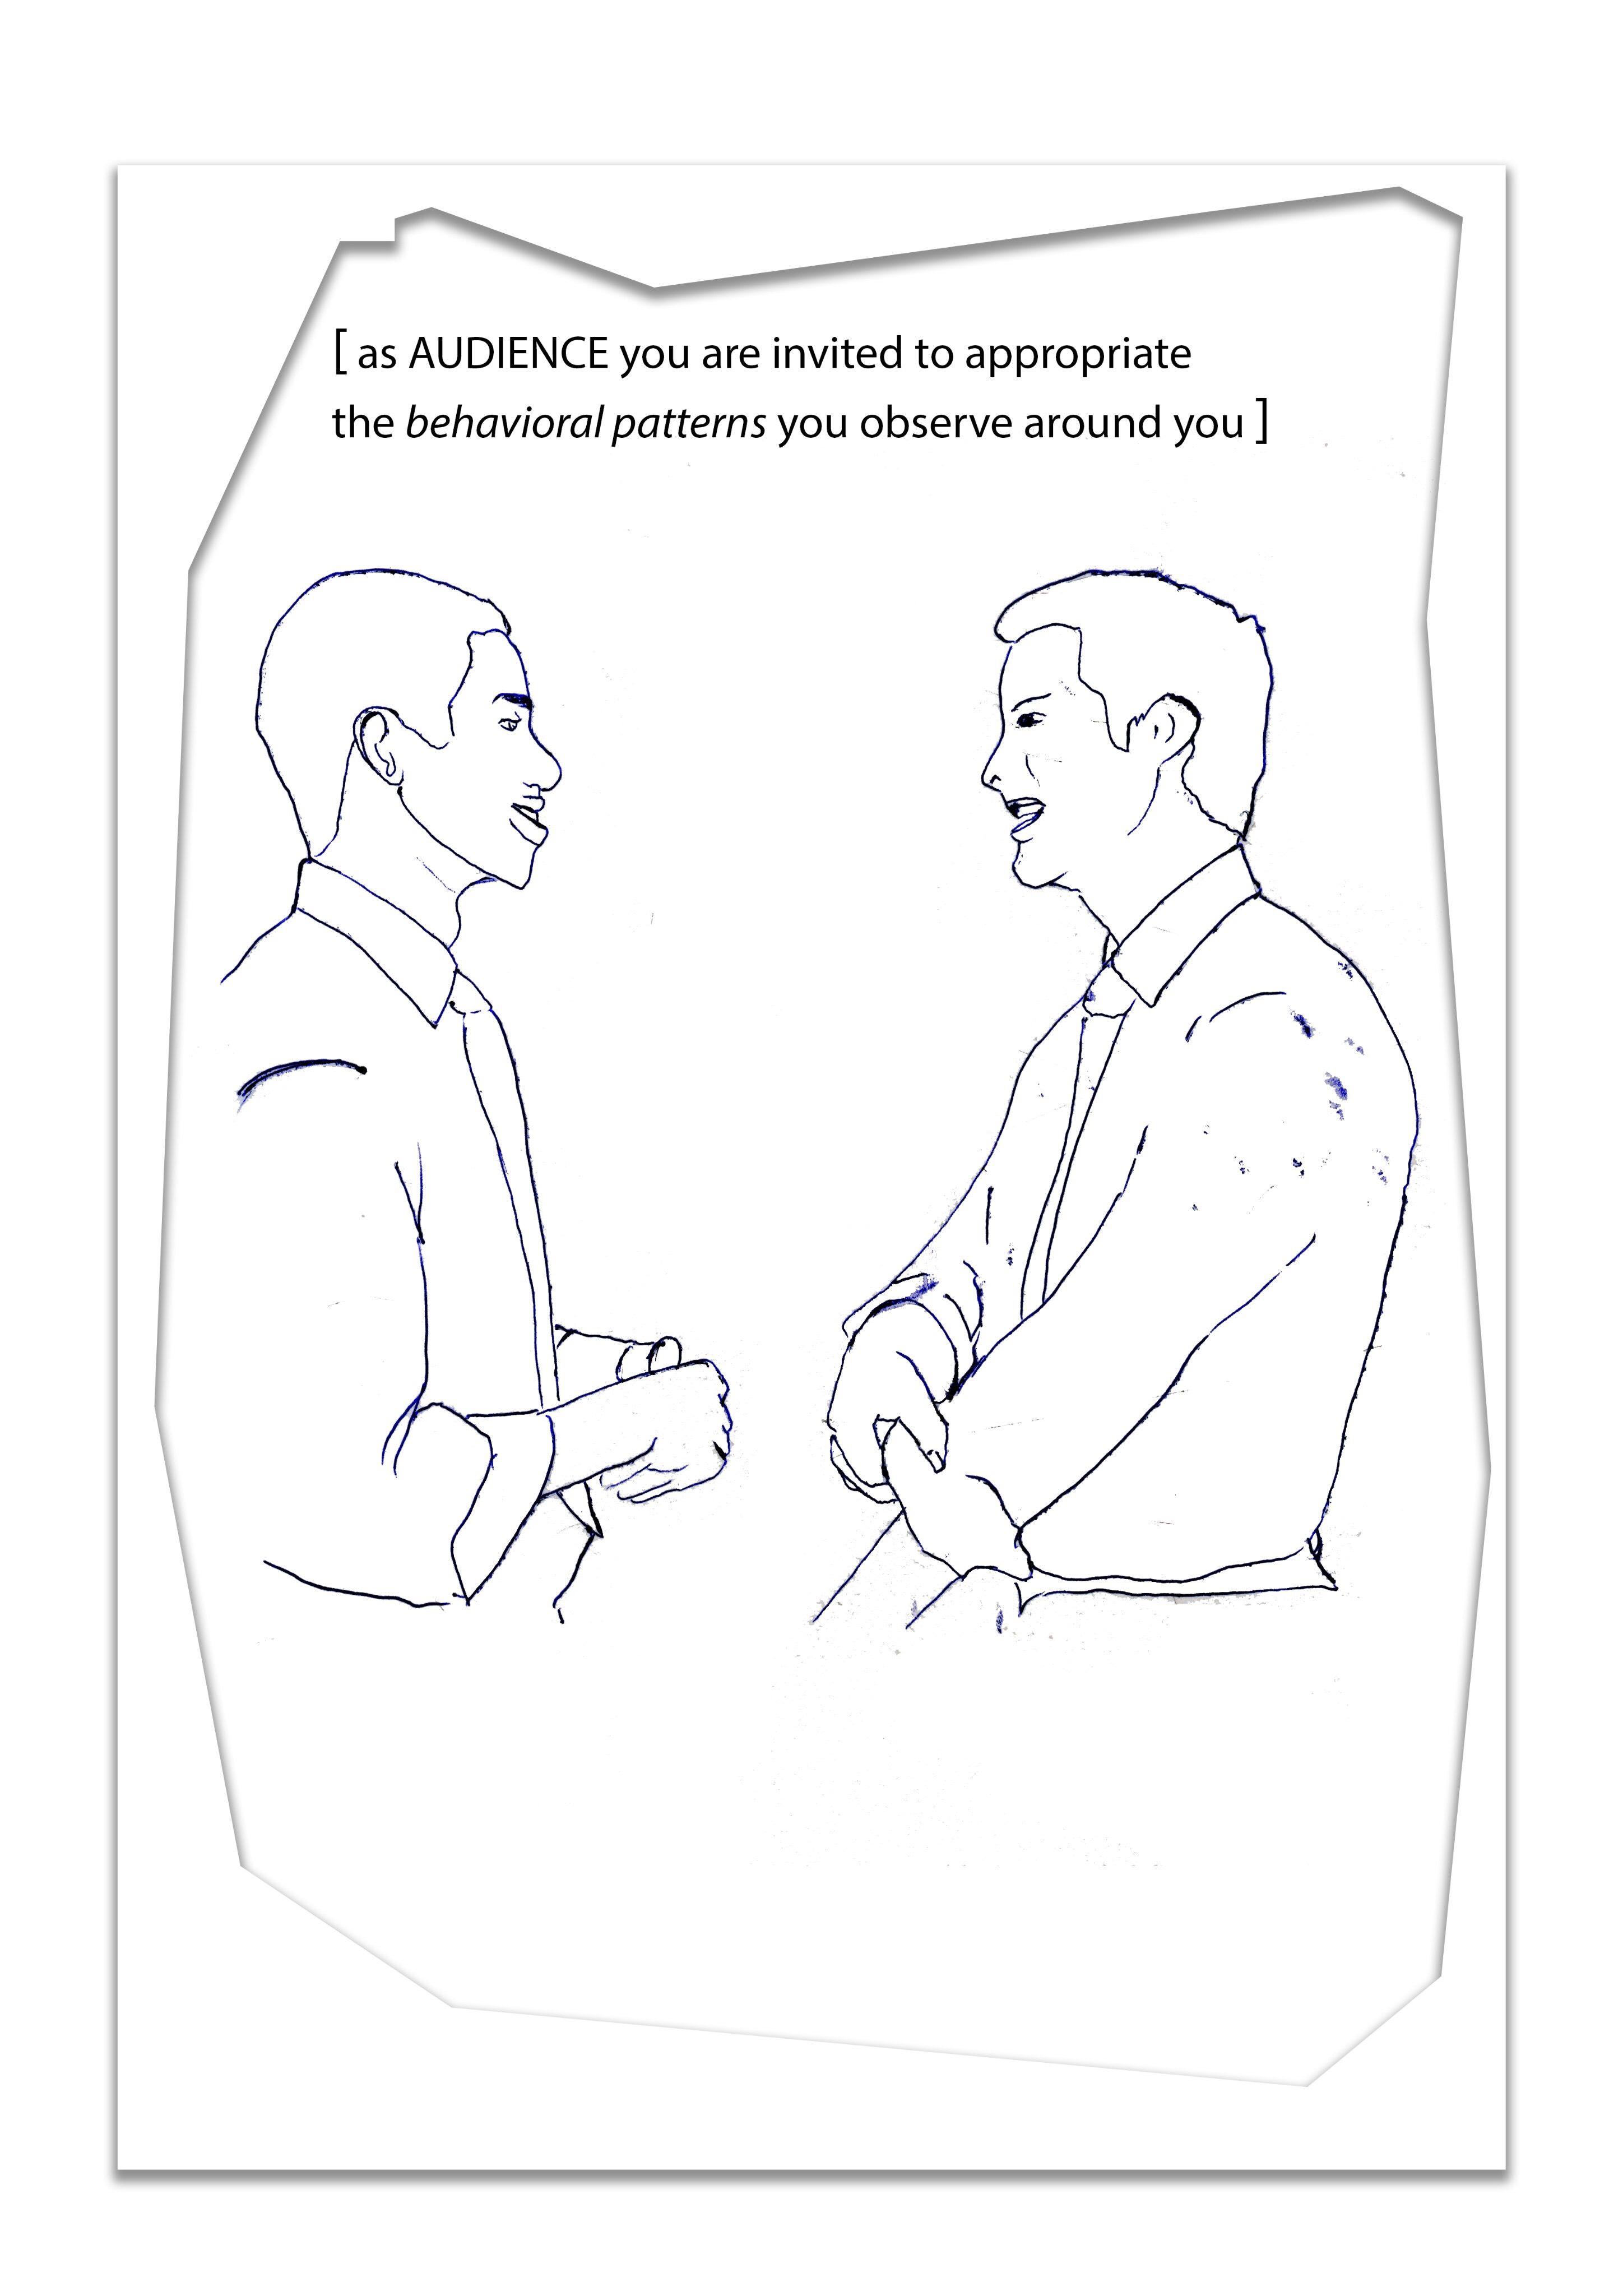 [ as AUDIENCE you are invited to appropriate
the behavioral patterns you observe around you ]